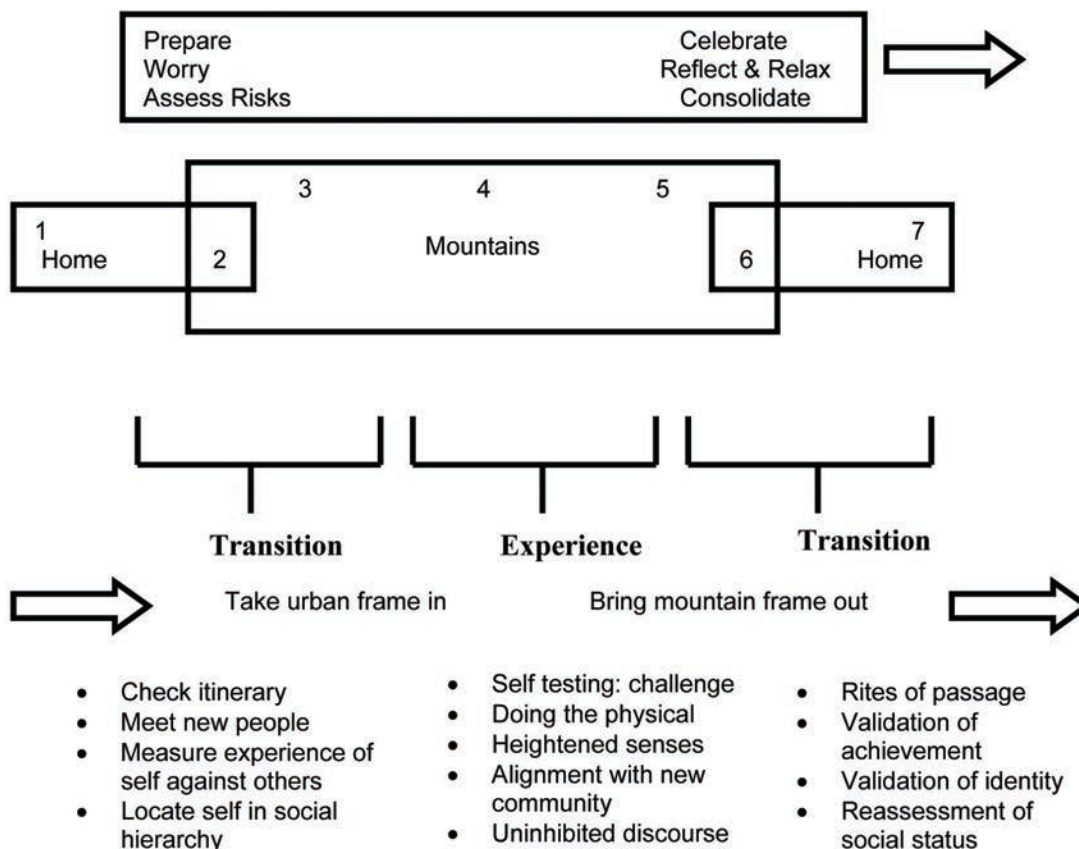 Prepare
Worry
Assess Risks
Celebrate
Reflect & Relax
Consolidate
3
4
5
1
Home
2
Mountains
6
7
Home
Transition
Experience
Transition
Take urban frame in
Bring mountain frame out
• Check itinerary
• Meet new people
• Measure experience of
self against others
• Locate self in social
hierarchy
• Self testing: challenge
• Doing the physical
• Heightened senses
• Alignment with new
community
• Uninhibited discourse
• Rites of passage
• Validation of
achievement
• Validation of identity
• Reassessment of
social status